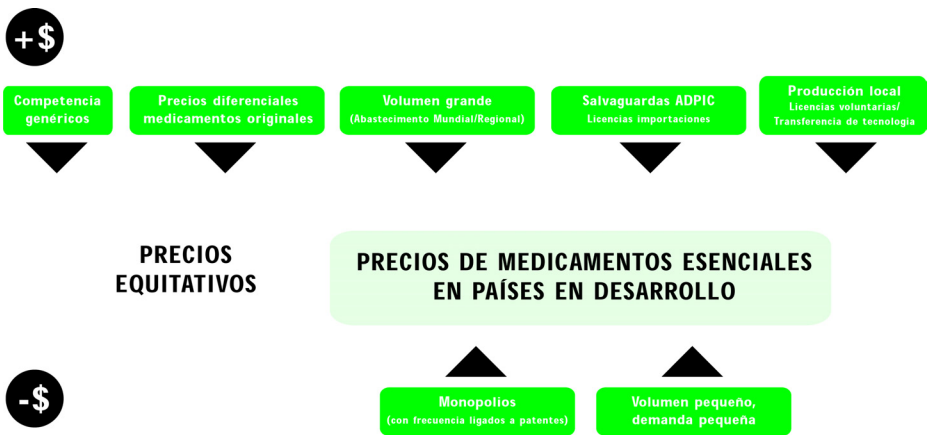 +$
Competencia
genéricos
Precios diferenciales
medicamentos originales
Volumen grande
(Abastecimiento Mundial/Regional)
Salvaguardas ADPIC
Licencias importaciones
Producción local
Licencias voluntarias/
Transferencia de tecnologia
PRECIOS
EQUITATIVOS
PRECIOS DE MEDICAMENTOS ESENCIALES
EN PAÍSES EN DESARROLLO
-$
Monopolios
(con frecuencia ligados a patentes)
Volumen pequeño,
demanda pequeña